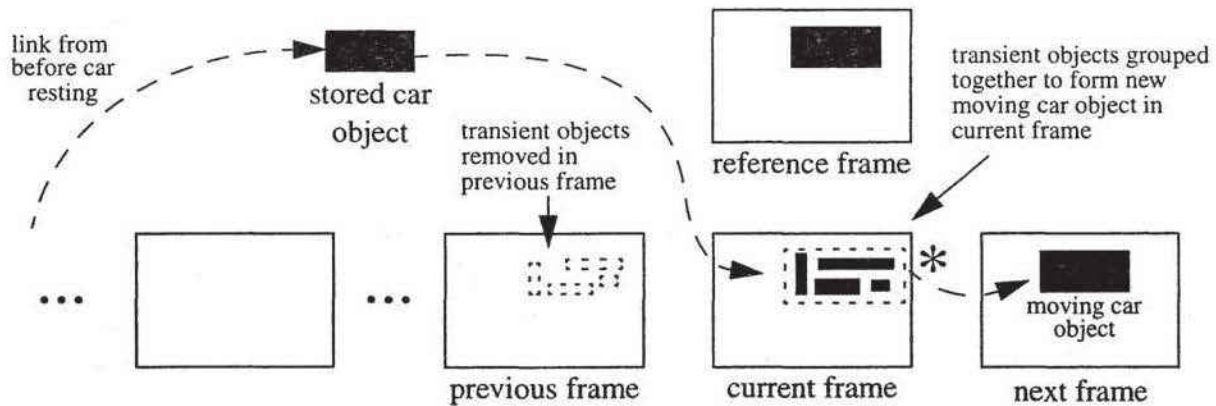 link from
before car
resting
stored car
object
transient objects
removed in
previous frame
reference frame
transient objects grouped
together to form new
moving car object in
current frame
*
•••
•••
moving car
object
previous frame
current frame
next frame